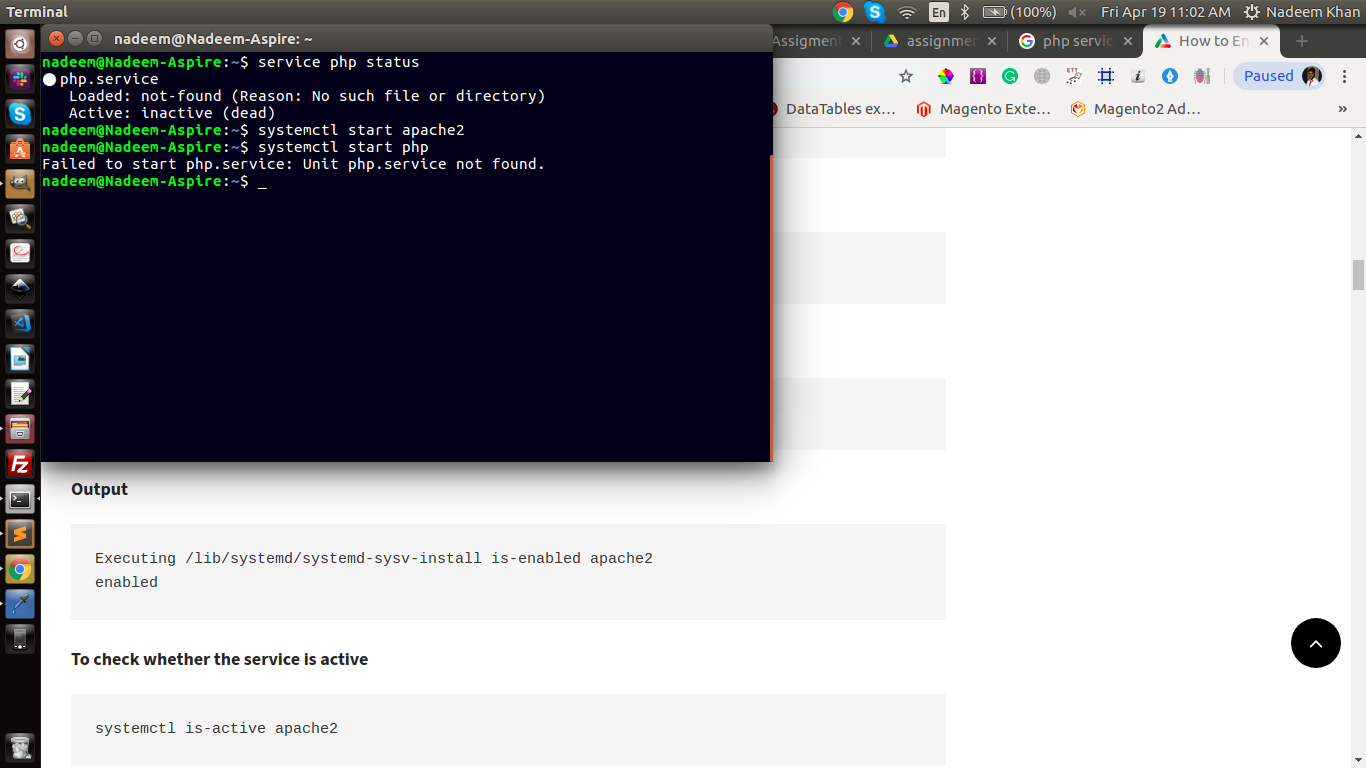 Terminal
En
(100%)
Fri Apr 19 11:02 AM
Nadeem Khan
nadeem@Nadeem-Aspire: ~
Assigment
assignmen
php servic
How to En
ETT
Paused
DataTables ex...
Magento Exte...
Magento2 Ad...
»
nadeem@Nadeem-Aspire:~$ service php status
● php.service
Loaded: not-found (Reason: No such file or directory)
Active: inactive (dead)
nadeem@Nadeem-Aspire:~$ systemctl start apache2
nadeem@Nadeem-Aspire:~$ systemctl start php
Failed to start php.service: Unit php.service not found.
nadeem@Nadeem-Aspire:~$ _
Output
Executing /lib/systemd/systemd-sysv-install is-enabled apache2
enabled
To check whether the service is active
systemctl is-active apache2